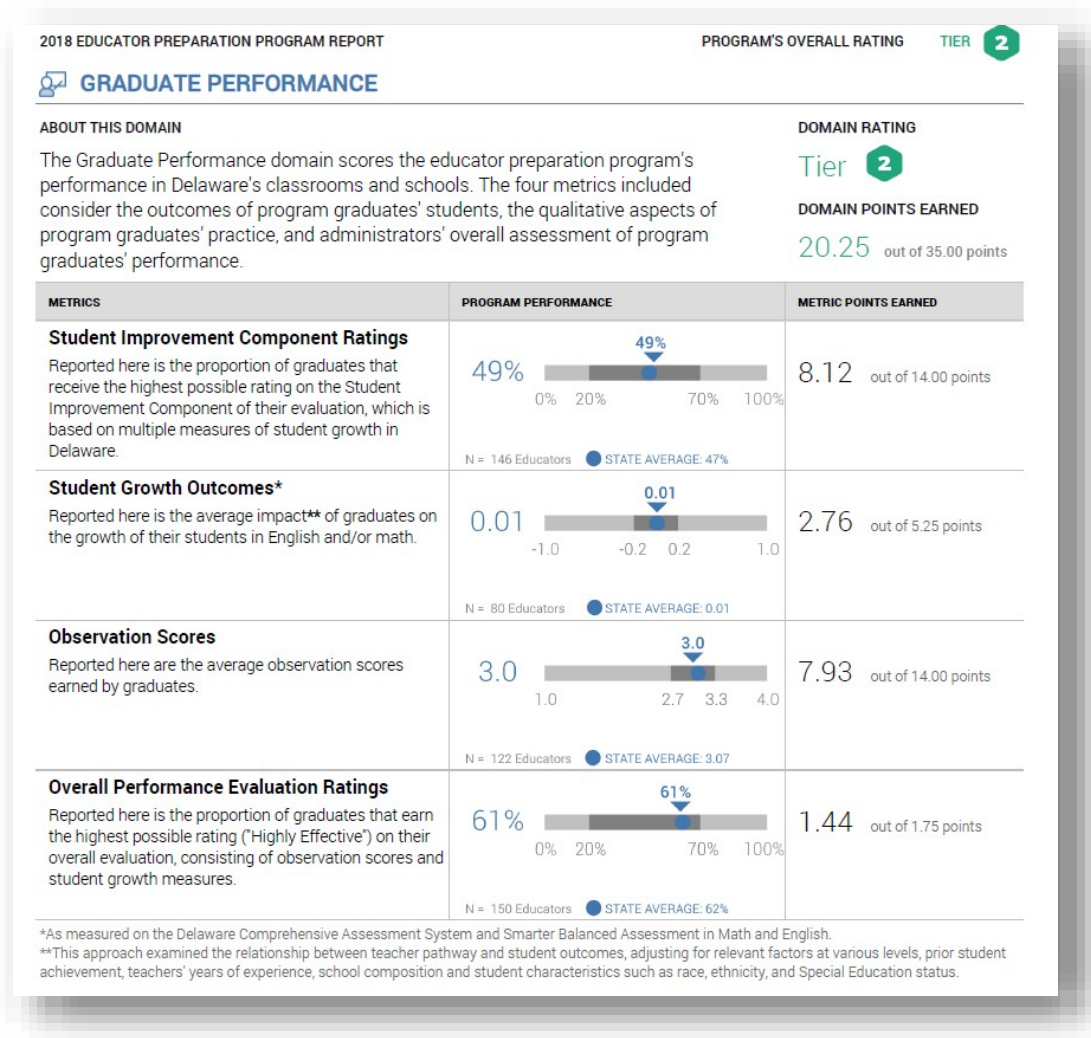 2018 EDUCATOR PREPARATION PROGRAM REPORT
PROGRAM'S OVERALL RATING TIER 2
GRADUATE PERFORMANCE
ABOUT THIS DOMAIN
The Graduate Performance domain scores the educator preparation program's
performance in Delaware's classrooms and schools. The four metrics included
consider the outcomes of program graduates' students, the qualitative aspects of
program graduates' practice, and administrators' overall assessment of program
graduates' performance.
DOMAIN RATING
Tier 2
DOMAIN POINTS EARNED
20.25 out of 35.00 points
METRICS PROGRAM PERFORMANCE METRIC POINTS EARNED
Student Improvement Component Ratings
Reported here is the proportion of graduates that
receive the highest possible rating on the Student
Improvement Component of their evaluation, which is
based on multiple measures of student growth in
Delaware.
49%
49%
0% 20% 70% 100%
N = 146 Educators STATE AVERAGE: 47%
8.12 out of 14.00 points
Student Growth Outcomes*
Reported here is the average impact** of graduates on
the growth of their students in English and/or math.
0.01
0.01
-1.0 -0.2 0.2 1.0
N = 80 Educators STATE AVERAGE: 0.01
2.76 out of 5.25 points
Observation Scores
Reported here are the average observation scores
earned by graduates.
3.0
3.0
1.0 2.7 3.3 4.0
N = 122 Educators STATE AVERAGE: 3.07
7.93 out of 14.00 points
Overall Performance Evaluation Ratings
Reported here is the proportion of graduates that earn
the highest possible rating ("Highly Effective") on their
overall evaluation, consisting of observation scores and
student growth measures.
61%
61%
0% 20% 70% 100%
N = 150 Educators STATE AVERAGE: 62%
1.44 out of 1.75 points
*As measured on the Delaware Comprehensive Assessment System and Smarter Balanced Assessment in Math and English.
**This approach examined the relationship between teacher pathway and student outcomes, adjusting for relevant factors at various levels, prior student
achievement, teachers' years of experience, school composition and student characteristics such as race, ethnicity, and Special Education status.